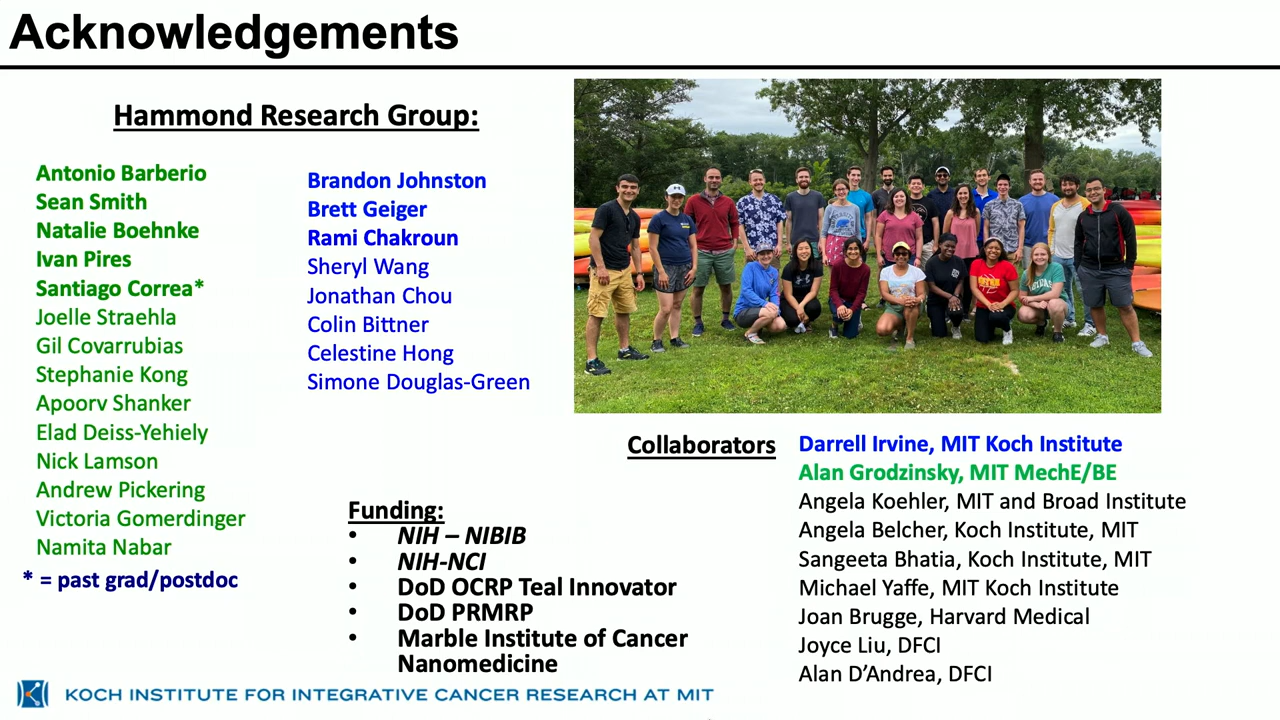 Acknowledgements
Hammond Research Group:
Antonio Barberio
Sean Smith
Natalie Boehnke
Ivan Pires
Santiago Correa*
Joelle Straehla
Gil Covarrubias
Stephanie Kong
Apoorv Shanker
Elad Deiss-Yehiely
Nick Lamson
Andrew Pickering
Victoria Gomerdinger
Namita Nabar
* = past grad/postdoc
Brandon Johnston
Brett Geiger
Rami Chakroun
Sheryl Wang
Jonathan Chou
Colin Bittner
Celestine Hong
Simone Douglas-Green
Funding:
• NIH – NIBIB
• NIH-NCI
• DoD OCRP Teal Innovator
• DoD PRMRP
• Marble Institute of Cancer
Nanomedicine
Collaborators
Darrell Irvine, MIT Koch Institute
Alan Grodzinsky, MIT MechE/BE
Angela Koehler, MIT and Broad Institute
Angela Belcher, Koch Institute, MIT
Sangeeta Bhatia, Koch Institute, MIT
Michael Yaffe, MIT Koch Institute
Joan Brugge, Harvard Medical
Joyce Liu, DFCI
Alan D’Andrea, DFCI
KOCH INSTITUTE FOR INTEGRATIVE CANCER RESEARCH AT MIT